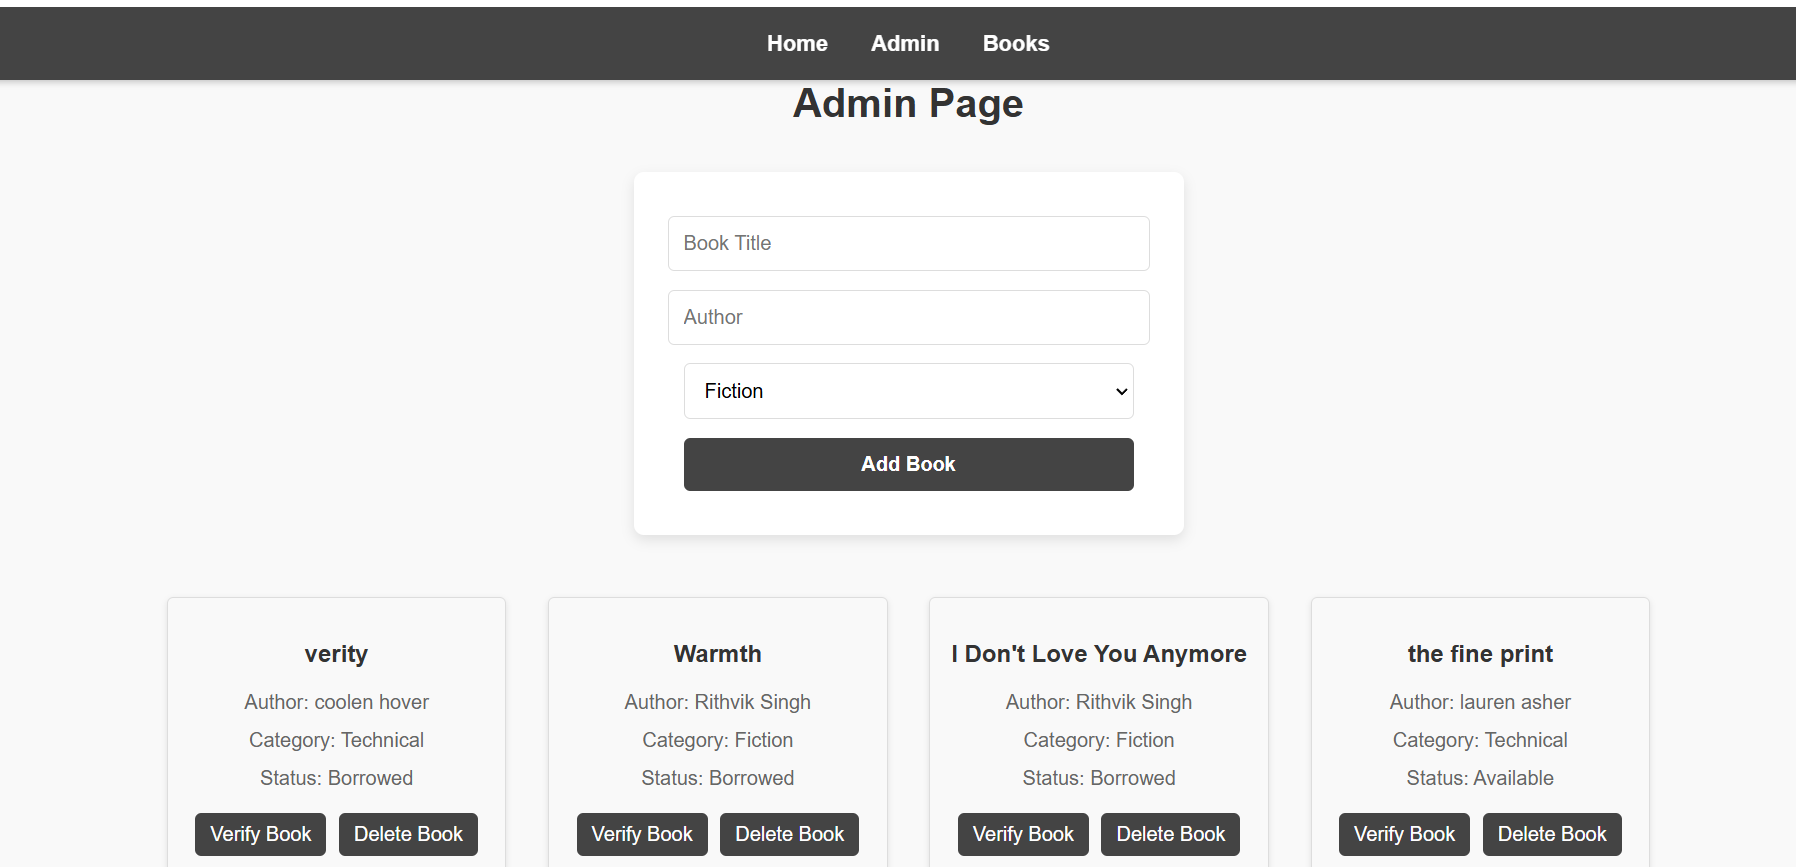 Home Admin Books
Admin Page
Book Title
Author
Fiction
Add Book
verity
Author: coolen hover
Category: Technical
Status: Borrowed
Verify Book Delete Book
Warmth
Author: Rithvik Singh
Category: Fiction
Status: Borrowed
Verify Book Delete Book
I Don't Love You Anymore
Author: Rithvik Singh
Category: Fiction
Status: Borrowed
Verify Book Delete Book
the fine print
Author: lauren asher
Category: Technical
Status: Available
Verify Book Delete Book